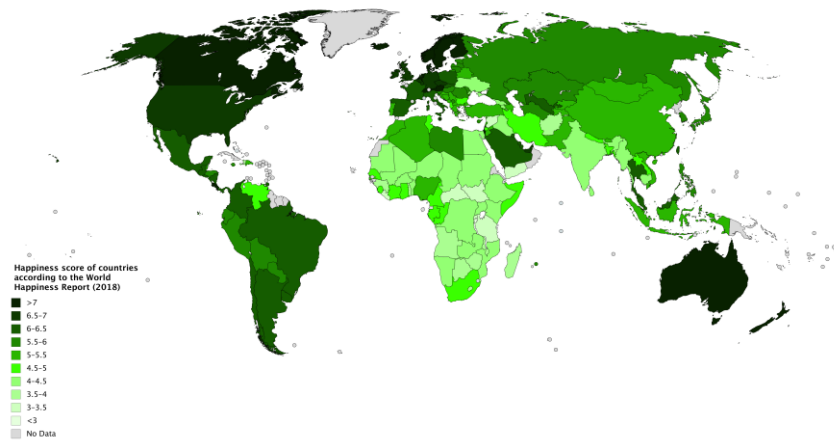 Happiness score of countries
according to the World
Happiness Report (2018)
>7
6.5-7
6-6.5
5.5-6
5-5.5
4.5-5
4-4.5
3.5-4
3-3.5
<3
No Data